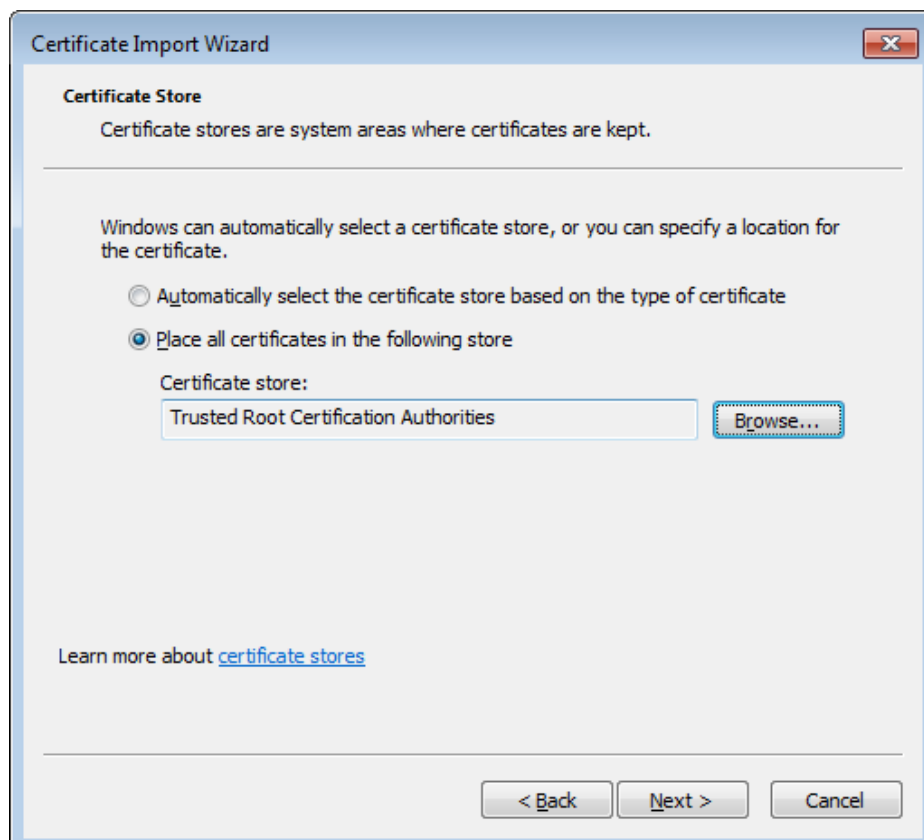 Certificate Import Wizard
Certificate Store
Certificate stores are system areas where certificates are kept.
Windows can automatically select a certificate store, or you can specify a location for
the certificate.
Automatically select the certificate store based on the type of certificate
Place all certificates in the following store
Certificate store:
Trusted Root Certification Authorities
Browse...
Learn more about certificate stores
< Back
Next >
Cancel